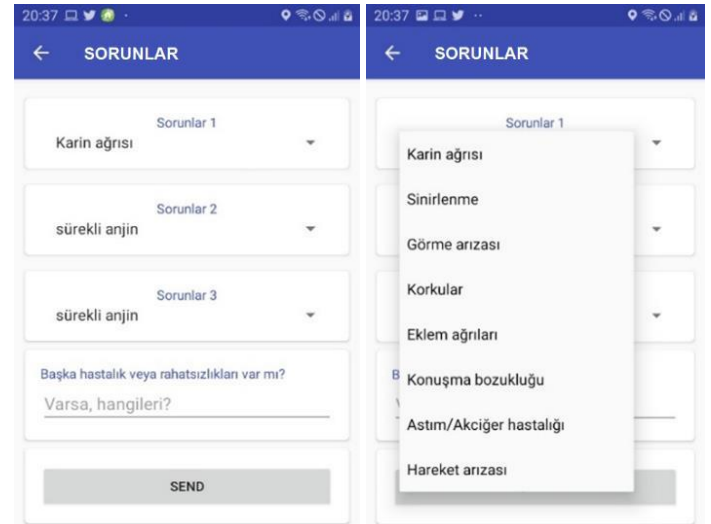 20:37
SORUNLAR
Sorunlar 1
Karin ağrısı
Sorunlar 2
sürekli anjin
Sorunlar 3
sürekli anjin
Başka hastalık veya rahatsızlıkları var mı?
Varsa, hangileri?
SEND
20:37
SORUNLAR
Sorunlar 1
Karin ağrısı
Sinirlenme
Görme arızası
Korkular
Eklem ağrıları
B
Konuşma bozukluğu
Astım/Akciğer hastalığı
Hareket arızası